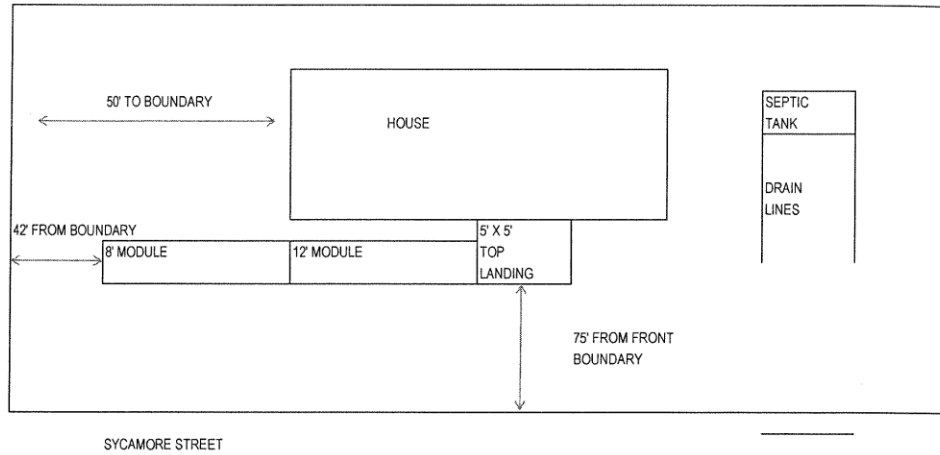 50' TO BOUNDARY
HOUSE
SEPTIC
TANK
DRAIN
LINES
42' FROM BOUNDARY
8' MODULE
12' MODULE
5' X 5'
TOP
LANDING
75' FROM FRONT
BOUNDARY
SYCAMORE STREET